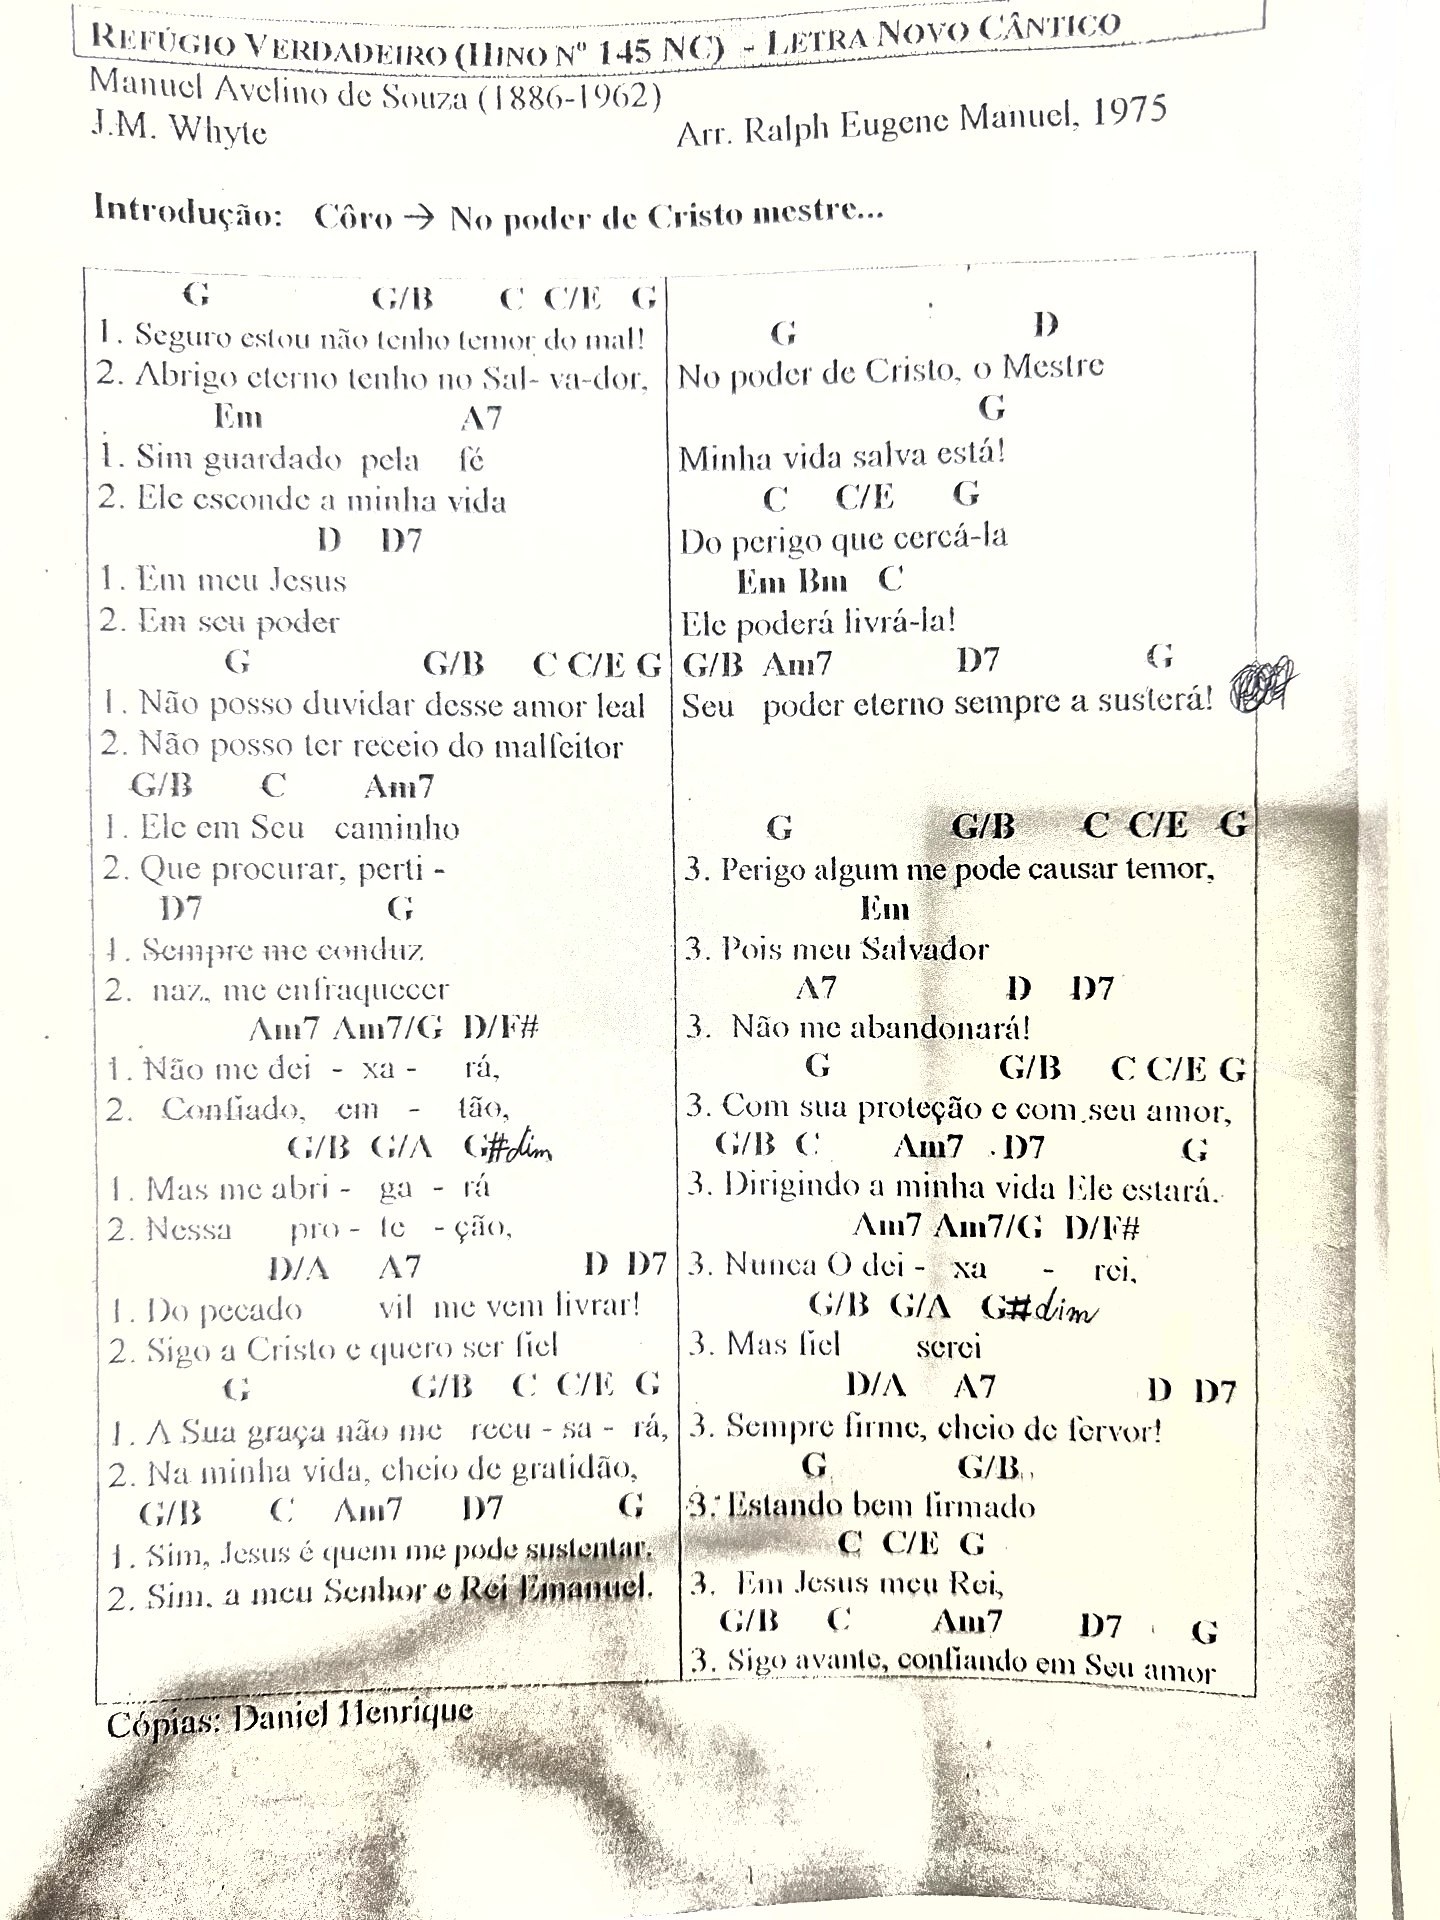 REFÚGIO VERDADEIRO (HINO Nº 145 NC) - LETRA NOVO CÂNTICO
Manuel Avelino de Souza (1886-1962)
J.M. Whyte
Arr. Ralph Eugene Manuel, 1975
Introdução: Côro → No poder de Cristo mestre...
G G/B C C/E G
1. Seguro estou não tenho temor do mal!
2. Abrigo eterno tenho no Sal- va-dor,
Em A7
1. Sim guardado pela fé
2. Ele esconde a minha vida
D D7
1. Em meu Jesus
2. Em seu poder
G G/B C C/E G
1. Não posso duvidar desse amor leal
2. Não posso ter receio do malfeitor
G/B C Am7
1. Ele em Seu caminho
2. Que procurar, perti -
D7 G
1. Sempre me conduz
2. naz, me enfraquecer
Am7 Am7/G D/F#
1. Não me dei - xa - rá,
2. Confiado, em - tão,
G/B G/A G#dim
1. Mas me abri - ga - rá
2. Nessa pro - te - ção,
D/A A7 D D7
1. Do pecado vil me vem livrar!
2. Sigo a Cristo e quero ser fiel
G G/B C C/E G
1. A Sua graça não me recu - sa - rá,
2. Na minha vida, cheio de gratidão,
G/B C Am7 D7 G
1. Sim, Jesus é quem me pode sustentar.
2. Sim, a meu Senhor e Rei Emanuel.
G D
No poder de Cristo, o Mestre
G
Minha vida salva está!
C C/E G
Do perigo que cercá-la
Em Bm C
Ele poderá livrá-la!
G/B Am7 D7 G
Seu poder eterno sempre a susterá!
G G/B C C/E G
3. Perigo algum me pode causar temor,
Em
3. Pois meu Salvador
A7 D D7
3. Não me abandonará!
G G/B C C/E G
3. Com sua proteção e com seu amor,
G/B C Am7 D7 G
3. Dirigindo a minha vida Ele estará.
Am7 Am7/G D/F#
3. Nunca O dei - xa - rei,
G/B G/A G#dim
3. Mas fiel serei
D/A A7 D D7
3. Sempre firme, cheio de fervor!
G G/B
3. Estando bem firmado
C C/E G
3. Em Jesus meu Rei,
G/B C Am7 D7 G
3. Sigo avante, confiando em Seu amor
Cópias: Daniel Henrique